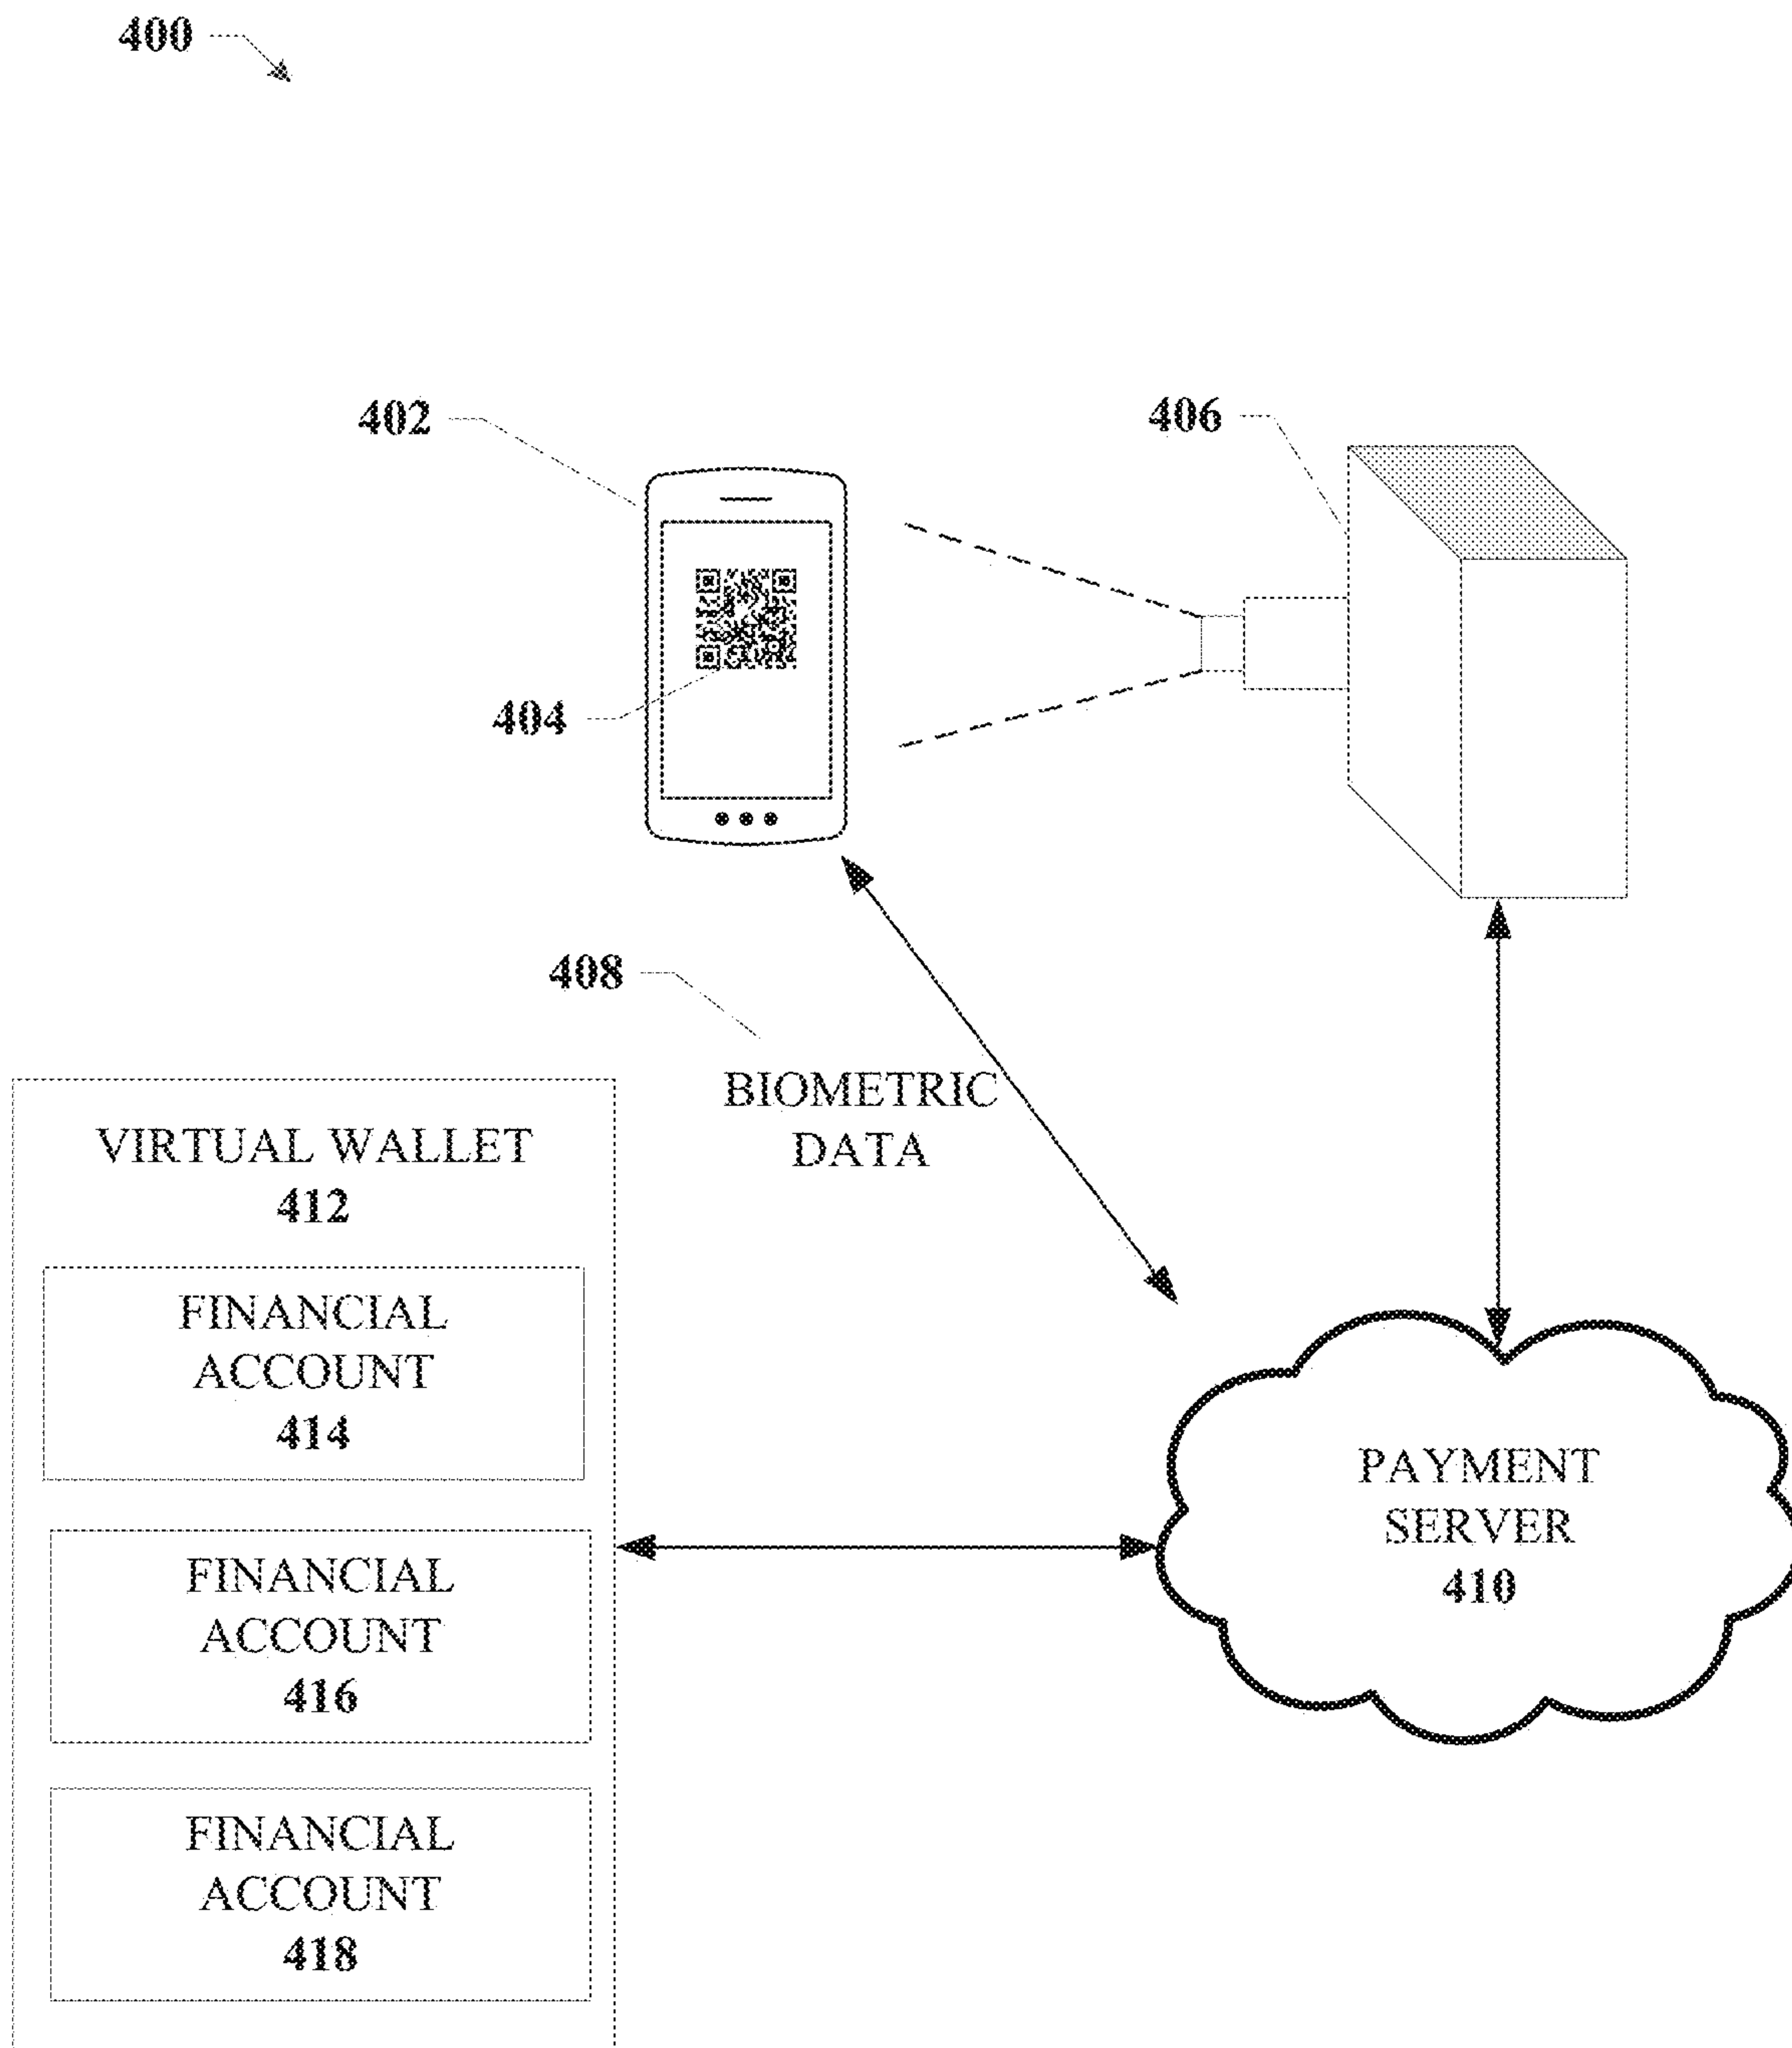 400
402
406
404
408
BIOMETRIC
DATA
VIRTUAL WALLET
412
FINANCIAL
ACCOUNT
414
FINANCIAL
ACCOUNT
416
FINANCIAL
ACCOUNT
418
PAYMENT
SERVER
410